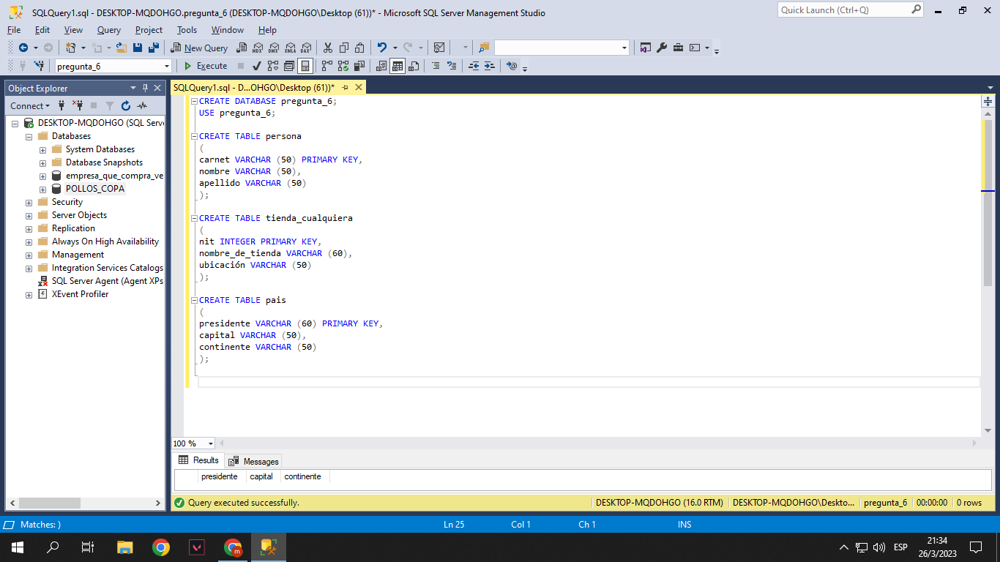 SQLQuery1.sql - DESKTOP-MQDOHGO.pregunta_6 (DESKTOP-MQDOHGO\Desktop (61))* - Microsoft SQL Server Management Studio
Quick Launch (Ctrl+Q)
File Edit View Query Project Tools Window Help
New Query MDX DMX XMLA DAX
pregunta_6 Execute
Object Explorer
SQLQuery1.sql - D...OHGO\Desktop (61))*
Connect
DESKTOP-MQDOHGO (SQL Serv
Databases
System Databases
Database Snapshots
empresa_que_compra_ve
POLLOS_COPA
Security
Server Objects
Replication
Always On High Availability
Management
Integration Services Catalogs
SQL Server Agent (Agent XPs
XEvent Profiler
CREATE DATABASE pregunta_6;
USE pregunta_6;
CREATE TABLE persona
(
carnet VARCHAR (50) PRIMARY KEY,
nombre VARCHAR (50),
apellido VARCHAR (50)
);
CREATE TABLE tienda_cualquiera
(
nit INTEGER PRIMARY KEY,
nombre_de_tienda VARCHAR (60),
ubicación VARCHAR (50)
);
CREATE TABLE pais
(
presidente VARCHAR (60) PRIMARY KEY,
capital VARCHAR (50),
continente VARCHAR (50)
);
100 %
Results Messages
presidente capital continente
Query executed successfully. DESKTOP-MQDOHGO (16.0 RTM) DESKTOP-MQDOHGO\Deskto... pregunta_6 00:00:00 0 rows
Matches: ) Ln 25 Col 1 Ch 1 INS
m
ESP
21:34
26/3/2023